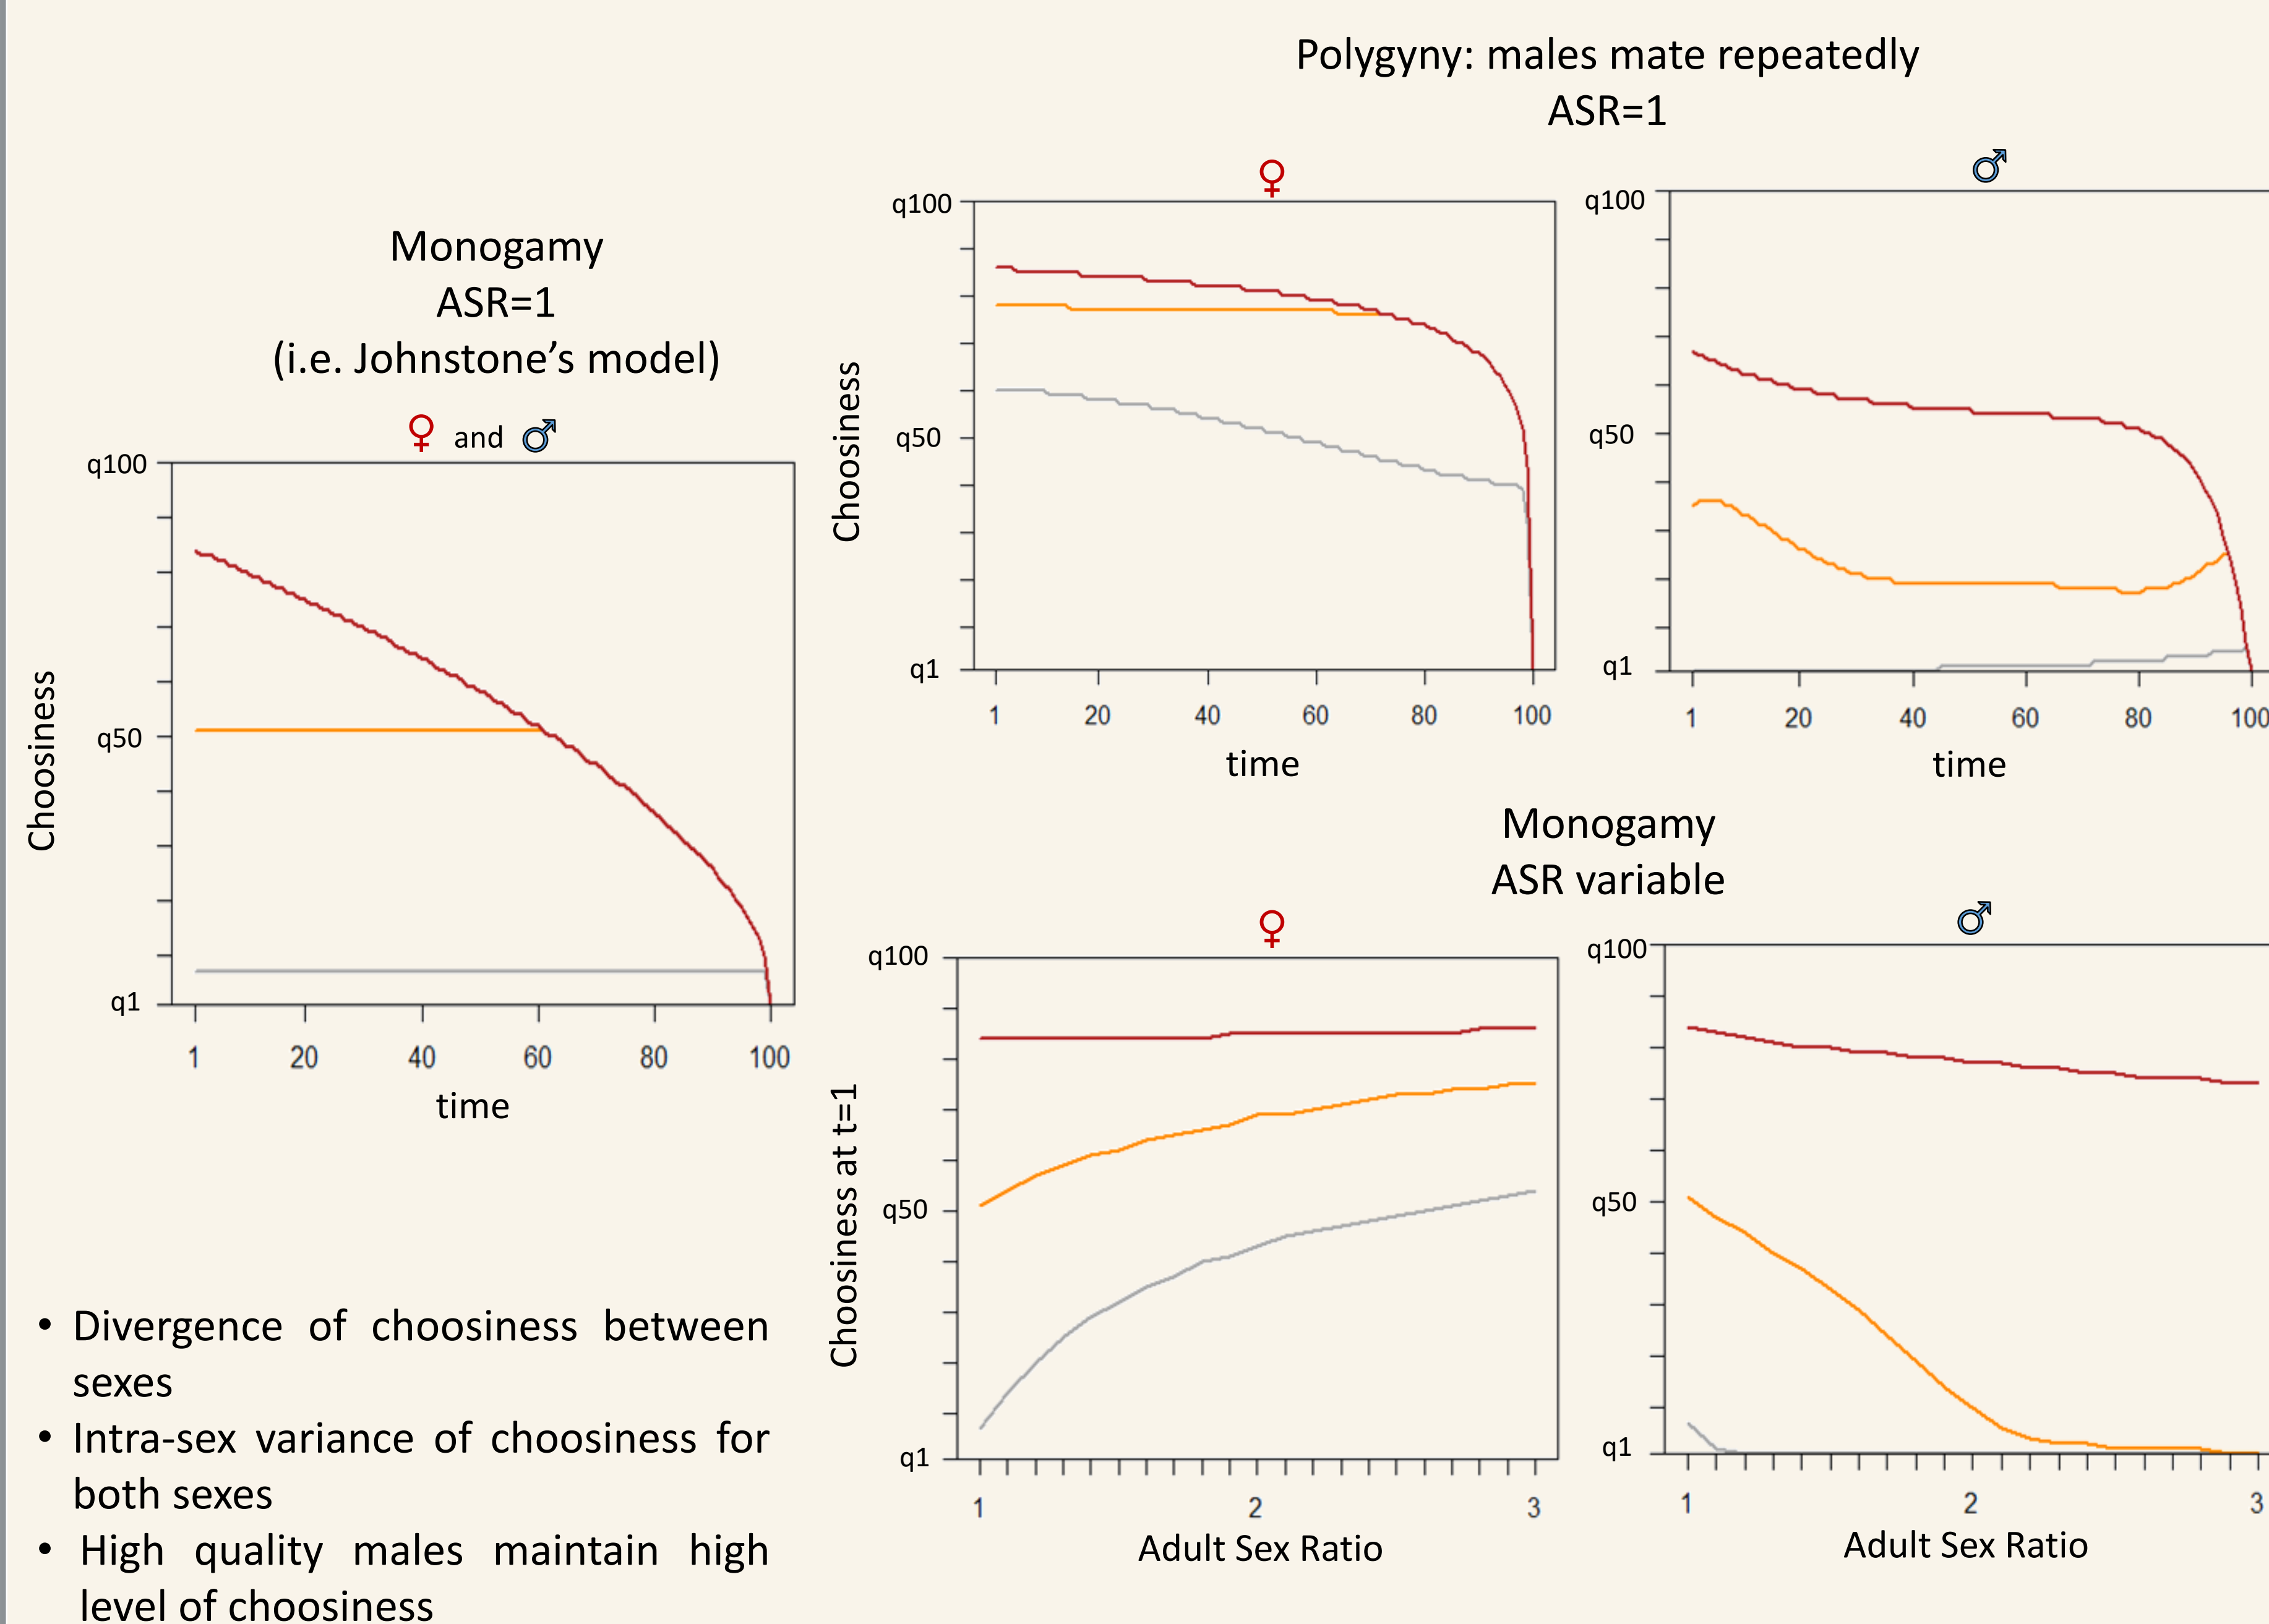 Polygyny: males mate repeatedly
ASR=1
Monogamy
ASR=1
(i.e. Johnstone’s model)
♀ and ♂
Choosiness
q100
q50
q1
1 20 40 60 80 100
time
♀
Choosiness
q100
q50
q1
1 20 40 60 80 100
time
♂
q100
q50
q1
1 20 40 60 80 100
time
Monogamy
ASR variable
♀
Choosiness at t=1
q100
q50
q1
1 2 3
Adult Sex Ratio
♂
q100
q50
q1
1 2 3
Adult Sex Ratio
• Divergence of choosiness between
sexes
• Intra-sex variance of choosiness for
both sexes
• High quality males maintain high
level of choosiness